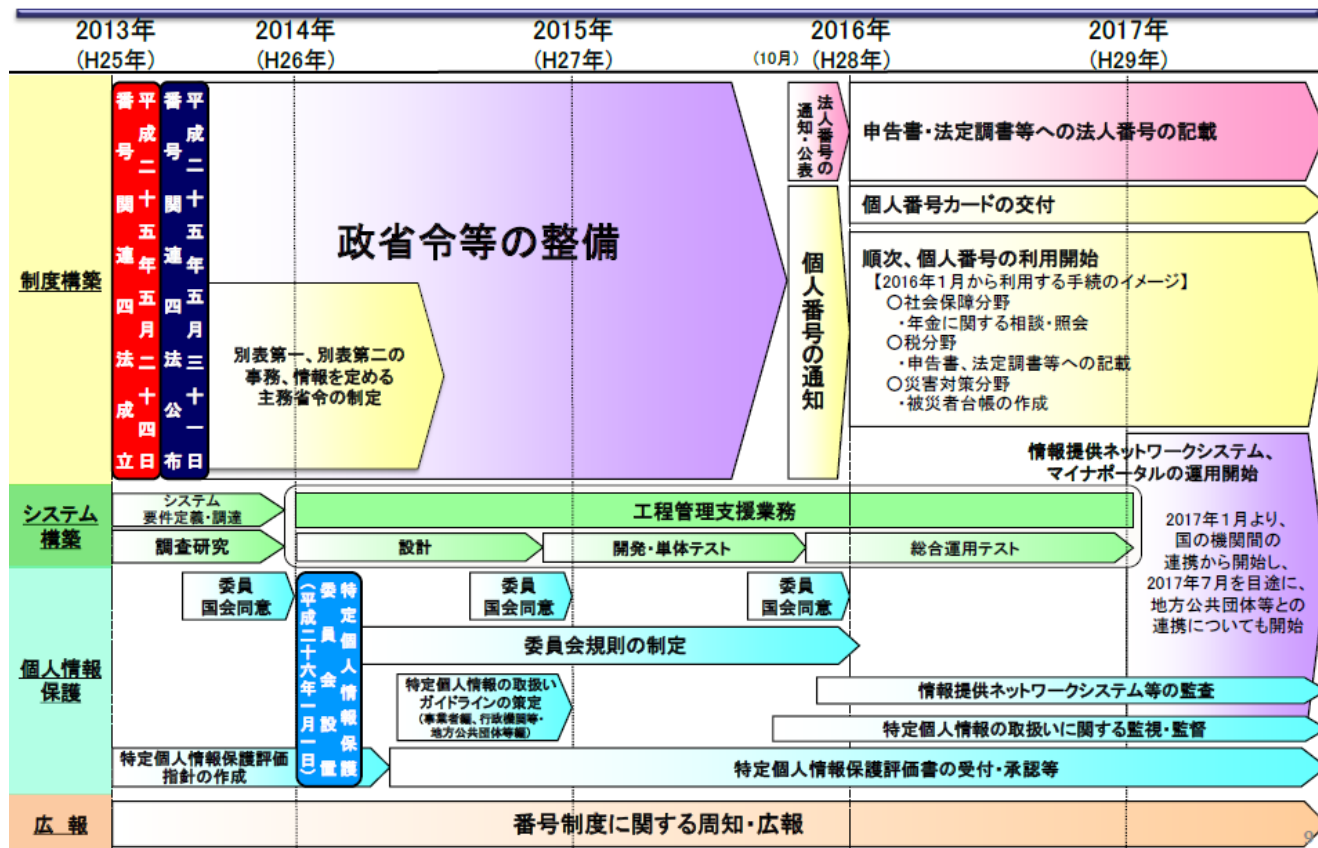 2013年
(H25年)
2014年
(H26年)
2015年
(H27年)
(10月)
2016年
(H28年)
2017年
(H29年)
制度構築
平成二十五年五月二十四日
番号関連四法成立
平成二十五年五月三十一日
番号関連四法公布
政省令等の整備
別表第一、別表第二の
事務、情報を定める
主務省令の制定
法人番号の
通知・公表
個人番号の通知
申告書・法定調書等への法人番号の記載
個人番号カードの交付
順次、個人番号の利用開始
【2016年1月から利用する手続のイメージ】
○社会保障分野
・年金に関する相談・照会
○税分野
・申告書、法定調書等への記載
○災害対策分野
・被災者台帳の作成
情報提供ネットワークシステム、
マイナポータルの運用開始
2017年1月より、
国の機関間の
連携から開始し、
2017年7月を目途に、
地方公共団体等との
連携についても開始
システム
構築
システム
要件定義・調達
調査研究
工程管理支援業務
設計
開発・単体テスト
総合運用テスト
個人情報
保護
委員
国会同意
特定個人情報保護
委員会設置
(平成二十六年一月一日)
委員
国会同意
委員
国会同意
委員会規則の制定
特定個人情報の取扱い
ガイドラインの策定
(事業者編、行政機関等・
地方公共団体等編)
情報提供ネットワークシステム等の監査
特定個人情報の取扱いに関する監視・監督
特定個人情報保護評価
指針の作成
特定個人情報保護評価書の受付・承認等
広 報
番号制度に関する周知・広報
9